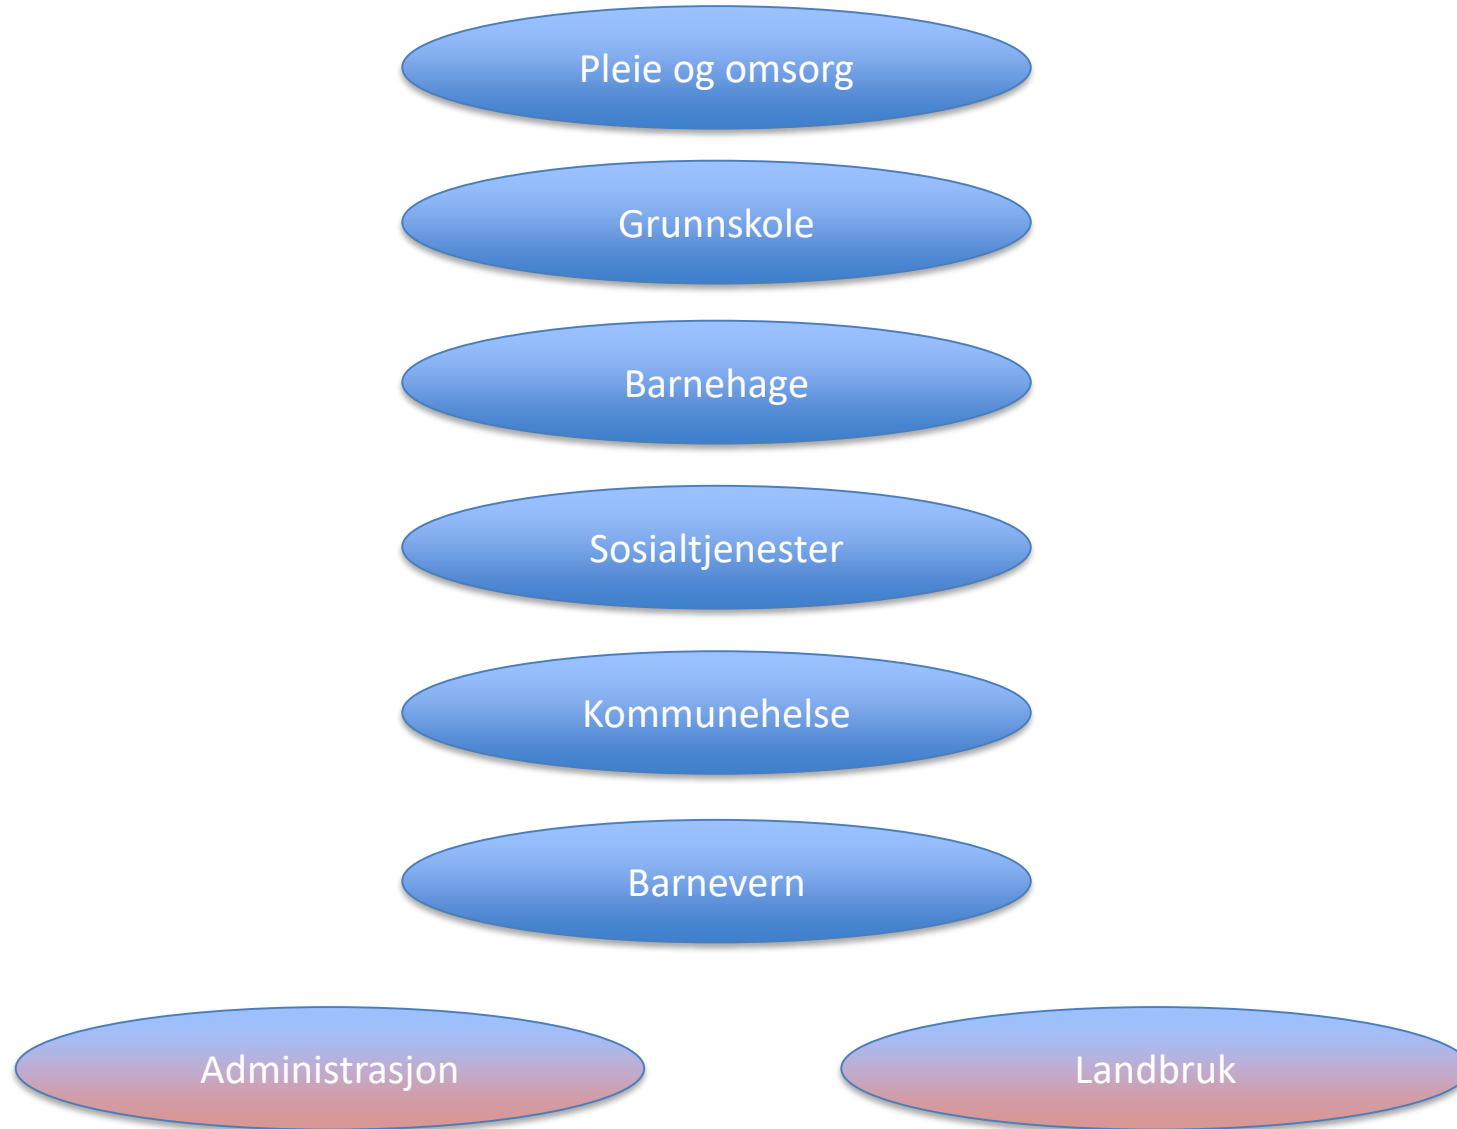 Pleie og omsorg
Grunnskole
Barnehage
Sosialtjenester
Kommunehelse
Barnevern
Administrasjon
Landbruk